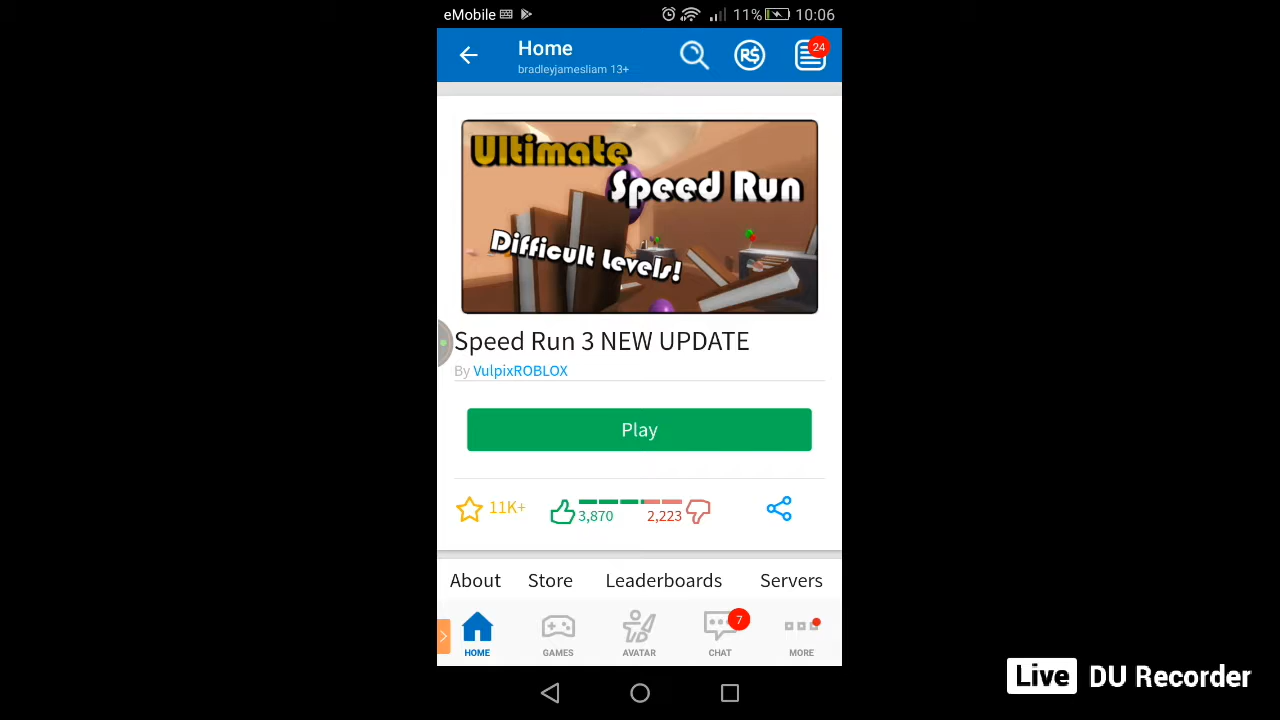 eMobile 11% 10:06
Home
bradleyjamesliam 13+
R$
24
Ultimate
Speed Run
Difficult Levels!
Speed Run 3 NEW UPDATE
By VulpixROBLOX
Play
11K+ 3,870 2,223
About Store Leaderboards Servers
7
HOME GAMES AVATAR CHAT MORE
Live DU Recorder